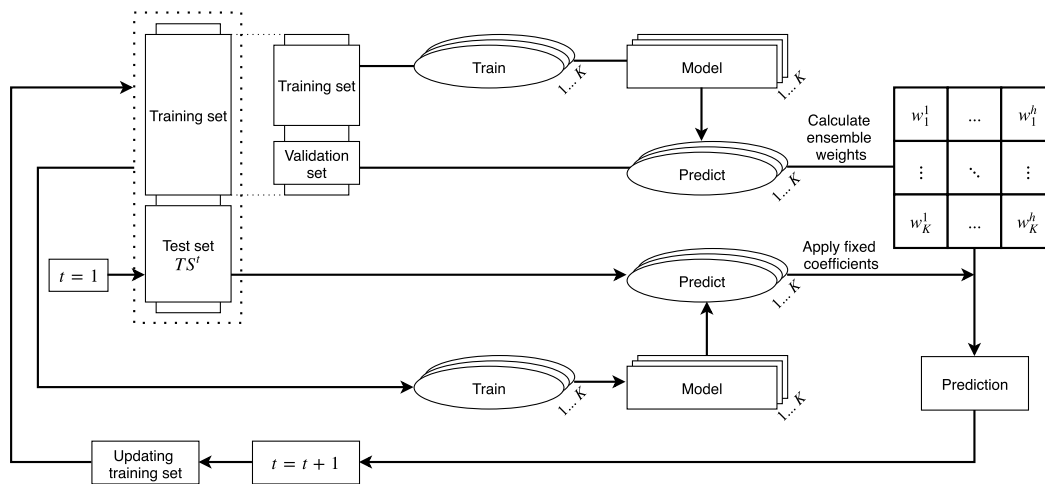 Training set
Training set
Train
1... K
Model
1... K
Validation
set
Predict
1... K
Calculate
ensemble
weights
w_1^1 ... w_1^h
⋮ ⋱ ⋮
w_K^1 ... w_K^h
Test set
TS^t
t = 1
Predict
1... K
Apply fixed
coefficients
Train
1... K
Model
1... K
Prediction
Updating
training set
t = t + 1